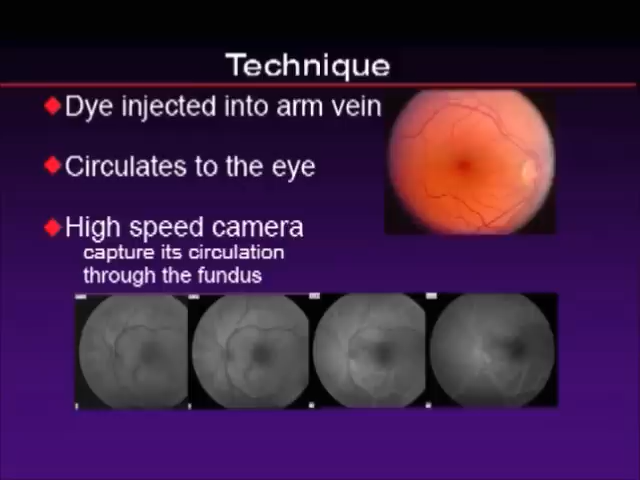 Technique
Dye injected into arm vein
Circulates to the eye
High speed camera
capture its circulation
through the fundus